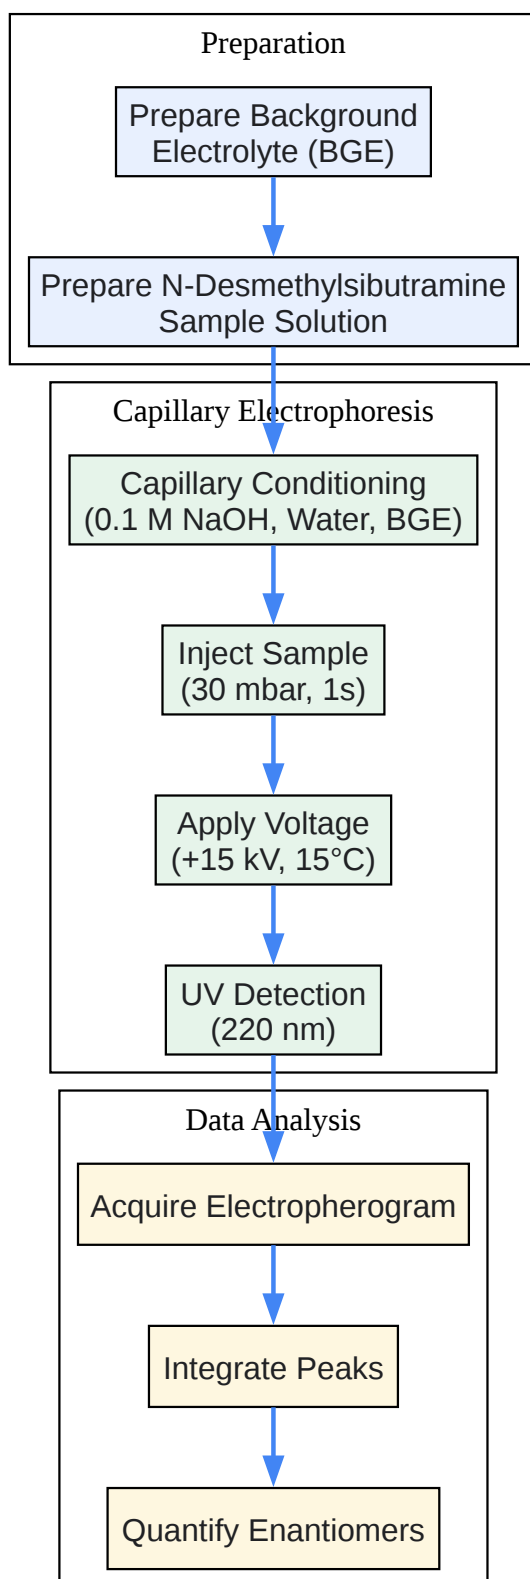 Preparation
Prepare Background
Electrolyte (BGE)
Prepare N-Desmethylsibutramine
Sample Solution
Capillary Electrophoresis
Capillary Conditioning
(0.1 M NaOH, Water, BGE)
Inject Sample
(30 mbar, 1s)
Apply Voltage
(+15 kV, 15°C)
UV Detection
(220 nm)
Data Analysis
Acquire Electropherogram
Integrate Peaks
Quantify Enantiomers